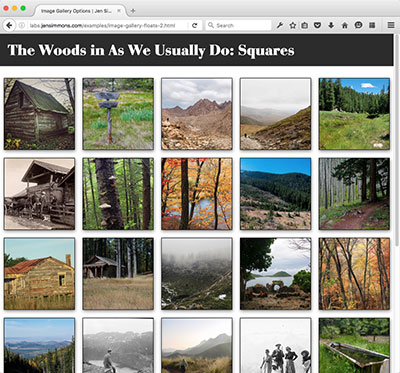 Image Gallery Options | Jen Si...
labs.jensimmons.com/examples/image-gallery-floats-2.html
Search
The Woods in As We Usually Do: Squares